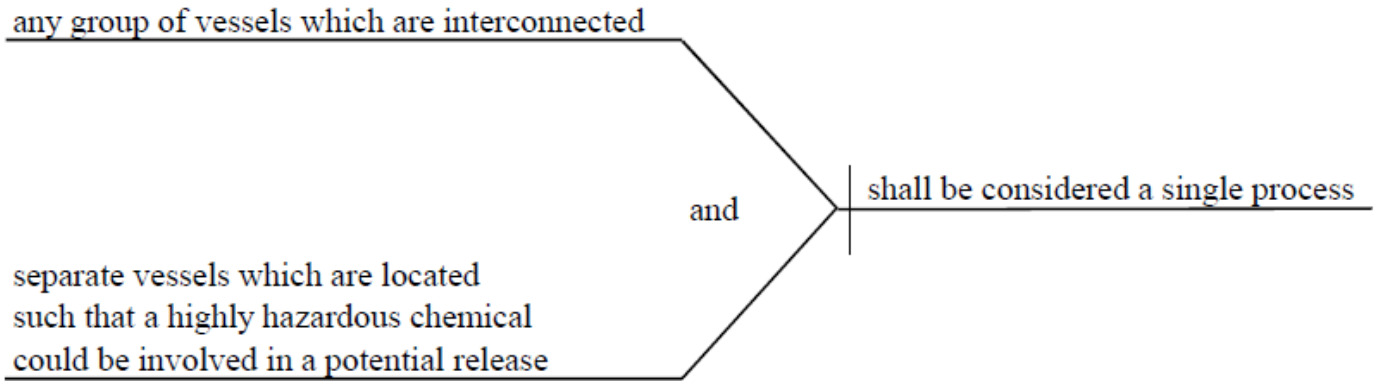 any group of vessels which are interconnected
and
shall be considered a single process
separate vessels which are located
such that a highly hazardous chemical
could be involved in a potential release